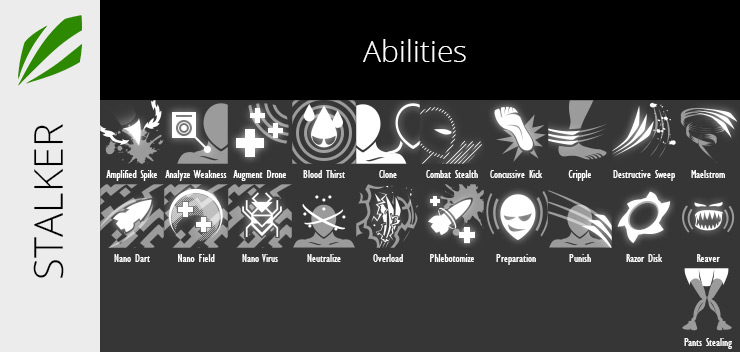 STALKER
Abilities
Amplified Spike Analyze Weakness Augment Drone Blood Thirst Clone Combat Stealth Concussive Kick Cripple Destructive Sweep Maelstrom
Nano Dart Nano Field Nano Virus Neutralize Overload Phlebotomize Preparation Punish Razor Disk Reaver
Pants Stealing